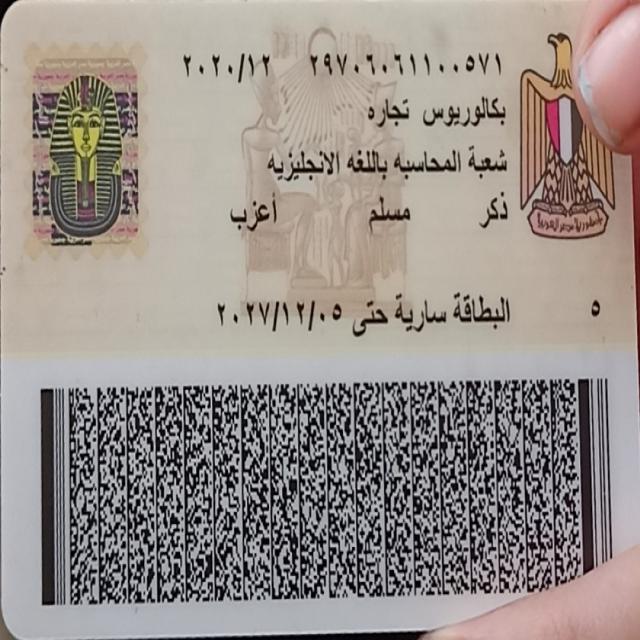 ٢٩٧٠٦٠٦١١٠٠٥٧١ ٢٠٢٠/١٢
بكالوريوس تجاره
شعبة المحاسبه باللغه الانجليزيه
ذكر مسلم أعزب
جمهورية مصر العربية
٥ البطاقة سارية حتى ٢٠٢٧/١٢/٠٥